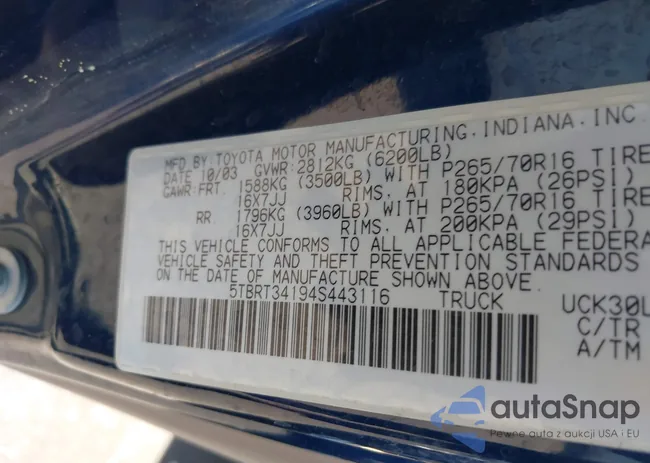 MFD. BY: TOYOTA MOTOR MANUFACTURING, INDIANA, INC.
DATE: 10/03 GVWR: 2812KG (6200LB)
GAWR: FRT. 1588KG (3500LB) WITH P265/70R16 TIRE
16X7JJ RIMS, AT 180KPA (26PSI)
RR 1796KG (3960LB) WITH P265/70R16 TIRE
16X7JJ RIMS, AT 200KPA (29PSI)
THIS VEHICLE CONFORMS TO ALL APPLICABLE FEDERA
VEHICLE SAFETY AND THEFT PREVENTION STANDARDS
ON THE DATE OF MANUFACTURE SHOWN ABOVE.
5TBRT34194S443116 TRUCK UCK30L
C/TR
A/TM
autaSnap
Pewne auta z aukcji USA i EU